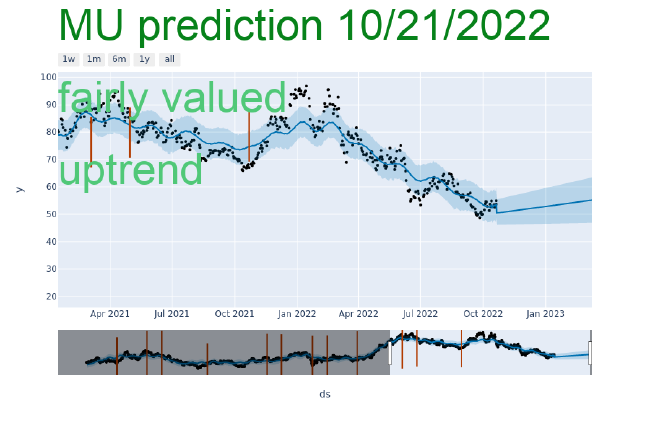 MU prediction 10/21/2022
1w 1m 6m 1y all
100
fairly valued
90
80
70
uptrend
60
y
50
40
30
20
Apr 2021 Jul 2021 Oct 2021 Jan 2022 Apr 2022 Jul 2022 Oct 2022 Jan 2023
ds